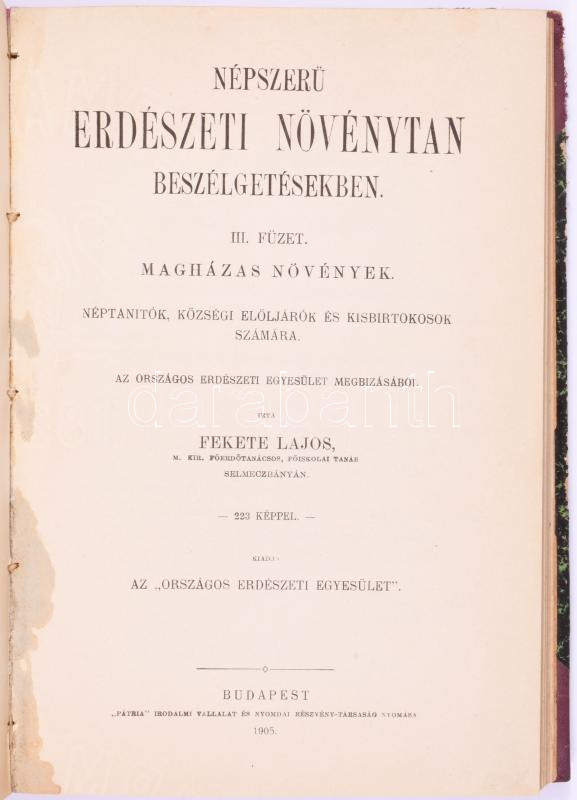 NÉPSZERÜ
ERDÉSZETI NÖVÉNYTAN
BESZÉLGETÉSEKBEN.
III. FÜZET.
MAGHÁZAS NÖVÉNYEK.
NÉPTANITÓK, KÖZSÉGI ELÖLJÁRÓK ÉS KISBIRTOKOSOK
SZÁMÁRA.
AZ ORSZÁGOS ERDÉSZETI EGYESÜLET MEGBIZÁSÁBÓL.
darabanth
IRTA
FEKETE LAJOS,
M. KIR. FŐERDŐTANÁCSOS, FŐISKOLAI TANÁR
SELMECZBÁNYÁN.
— 223 KÉPPEL. —
KIADJA
AZ „ORSZÁGOS ERDÉSZETI EGYESÜLET".
BUDAPEST
„PÁTRIA" IRODALMI VÁLLALAT ÉS NYOMDAI RÉSZVÉNY-TÁRSASÁG NYOMÁSA
1905.